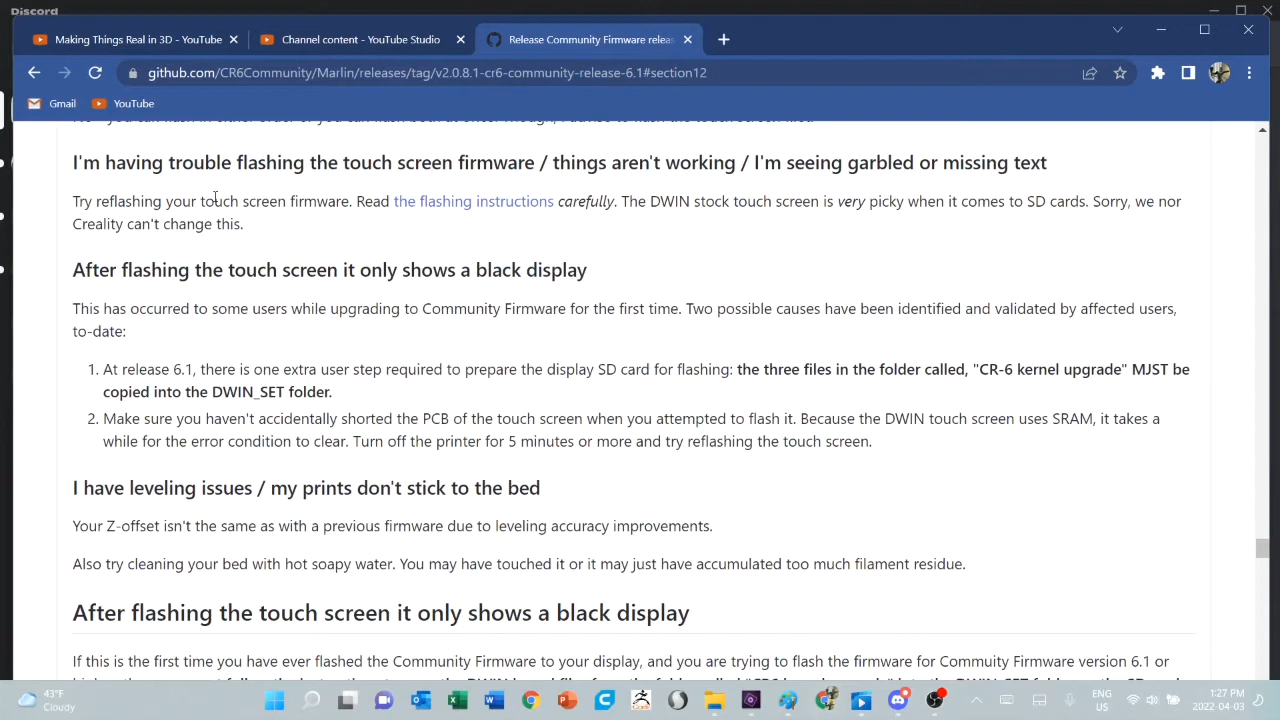 Discord
Making Things Real in 3D - YouTube
Channel content - YouTube Studio
Release Community Firmware releas
github.com/CR6Community/Marlin/releases/tag/v2.0.8.1-cr6-community-release-6.1#section12
Gmail
YouTube
I'm having trouble flashing the touch screen firmware / things aren't working / I'm seeing garbled or missing text
Try reflashing your touch screen firmware. Read the flashing instructions carefully. The DWIN stock touch screen is very picky when it comes to SD cards. Sorry, we nor
Creality can't change this.
After flashing the touch screen it only shows a black display
This has occurred to some users while upgrading to Community Firmware for the first time. Two possible causes have been identified and validated by affected users,
to-date:
1. At release 6.1, there is one extra user step required to prepare the display SD card for flashing: the three files in the folder called, "CR-6 kernel upgrade" MJST be
copied into the DWIN_SET folder.
2. Make sure you haven't accidentally shorted the PCB of the touch screen when you attempted to flash it. Because the DWIN touch screen uses SRAM, it takes a
while for the error condition to clear. Turn off the printer for 5 minutes or more and try reflashing the touch screen.
I have leveling issues / my prints don't stick to the bed
Your Z-offset isn't the same as with a previous firmware due to leveling accuracy improvements.
Also try cleaning your bed with hot soapy water. You may have touched it or it may just have accumulated too much filament residue.
After flashing the touch screen it only shows a black display
If this is the first time you have ever flashed the Community Firmware to your display, and you are trying to flash the firmware for Commuity Firmware version 6.1 or
43°F
Cloudy
ENG
US
1:27 PM
2022-04-03